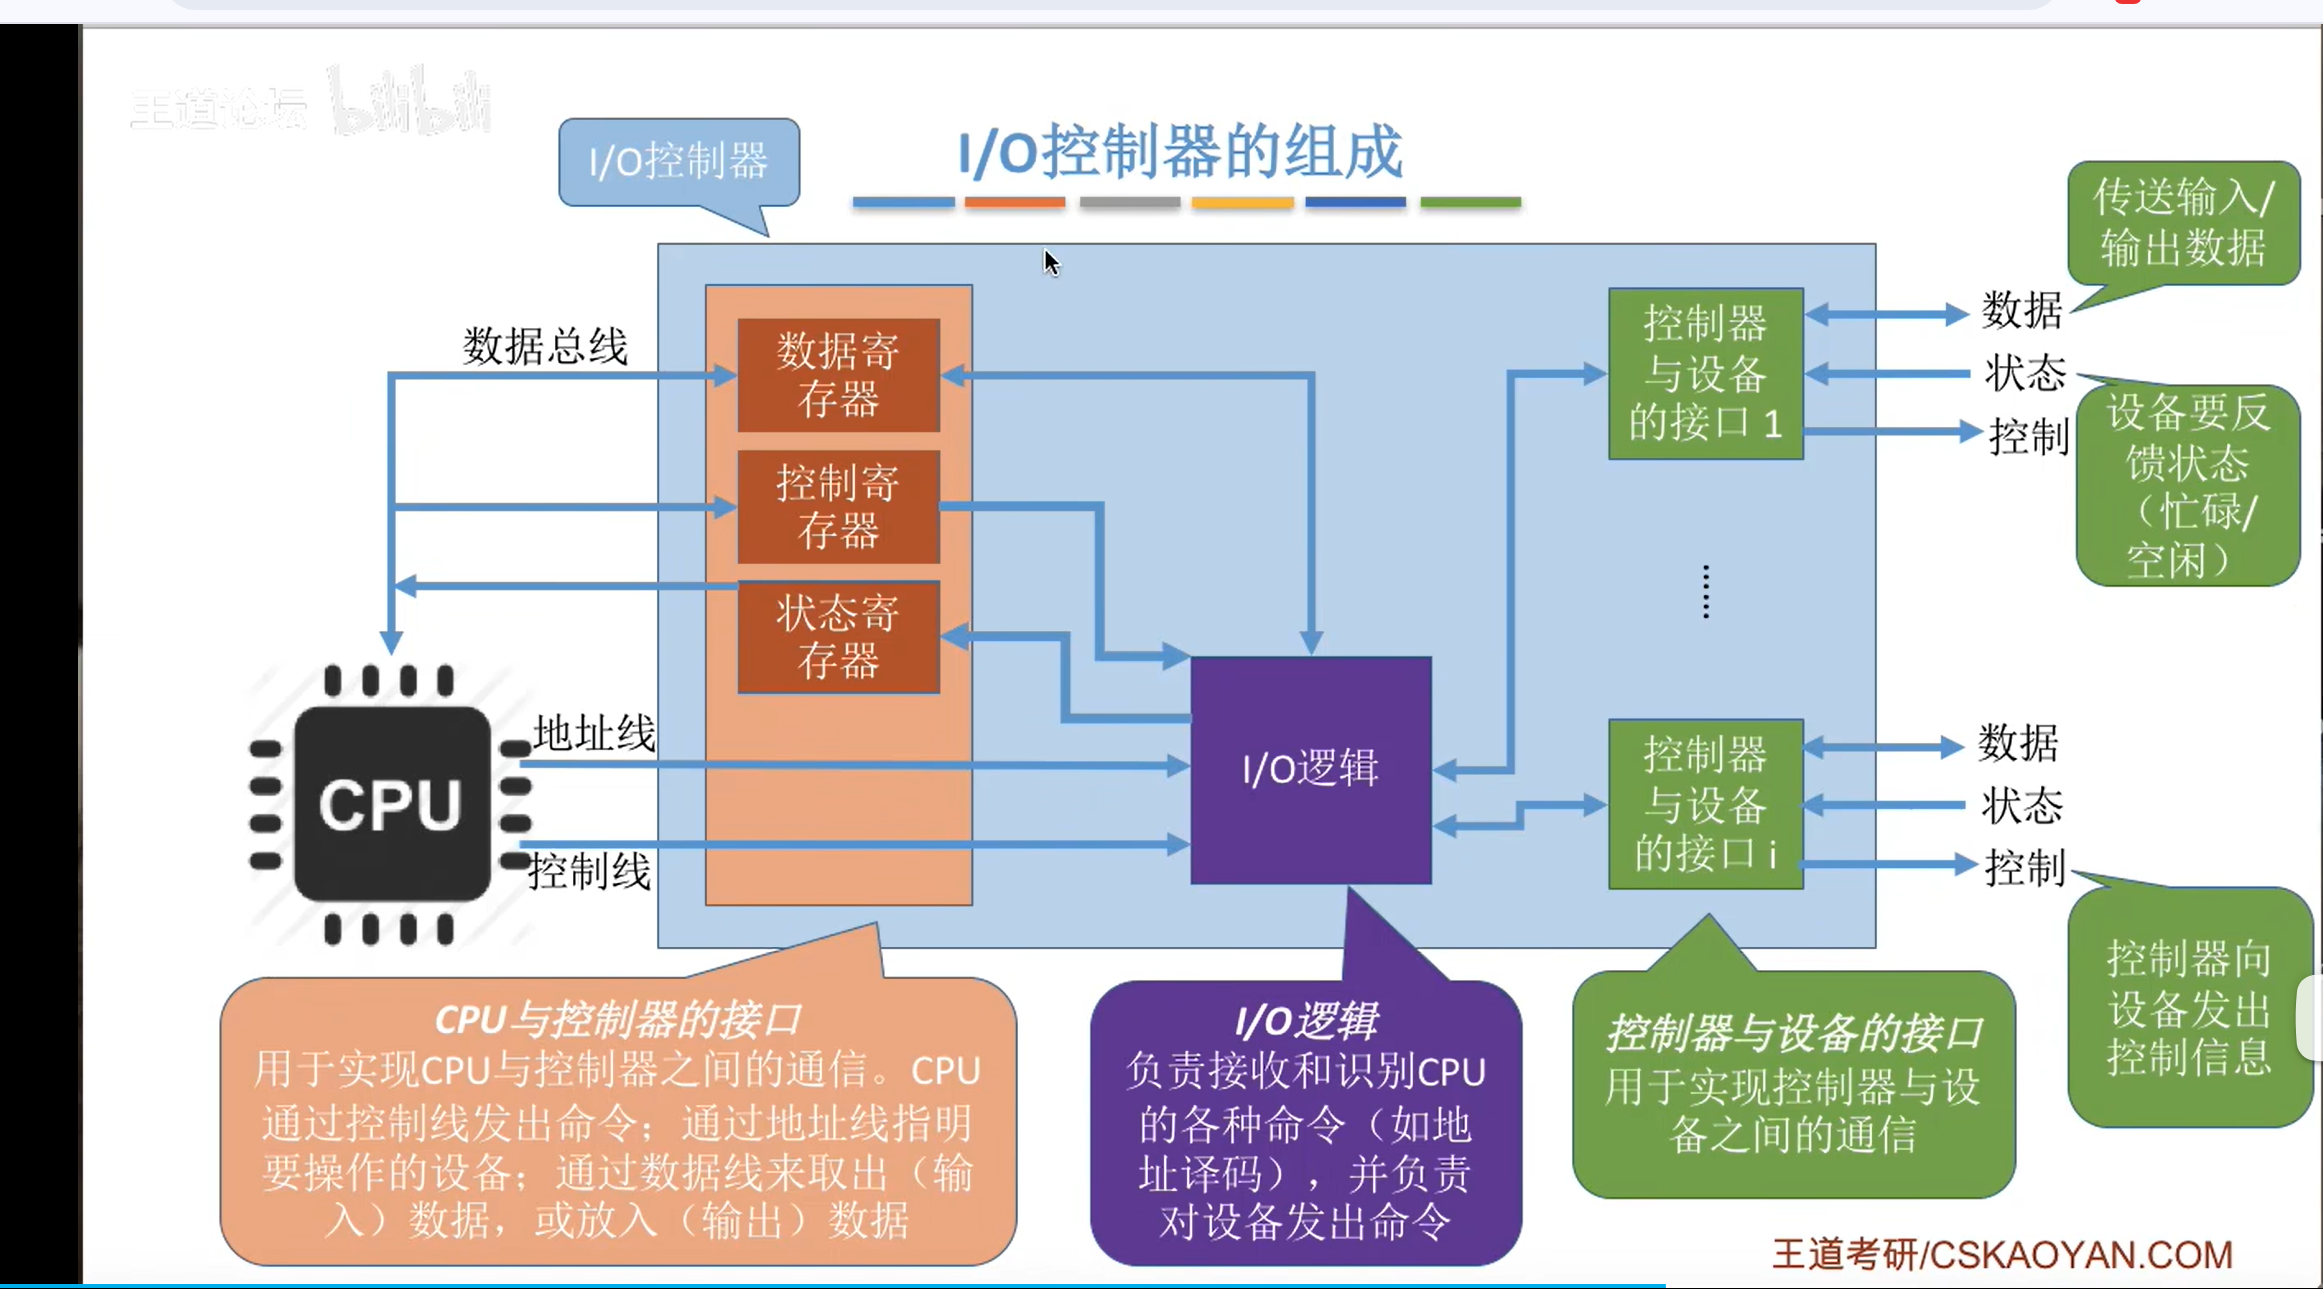 王道论坛 bilibili
I/O控制器的组成
I/O控制器
传送输入/
输出数据
数据总线
数据寄
存器
控制寄
存器
状态寄
存器
控制器
与设备
的接口 1
数据
状态
控制
设备要反
馈状态
（忙碌/
空闲）
……
CPU
地址线
控制线
I/O逻辑
控制器
与设备
的接口 i
数据
状态
控制
控制器向
设备发出
控制信息
CPU与控制器的接口
用于实现CPU与控制器之间的通信。CPU
通过控制线发出命令；通过地址线指明
要操作的设备；通过数据线来取出（输
入）数据，或放入（输出）数据
I/O逻辑
负责接收和识别CPU
的各种命令（如地
址译码），并负责
对设备发出命令
控制器与设备的接口
用于实现控制器与设
备之间的通信
王道考研/CSKAOYAN.COM